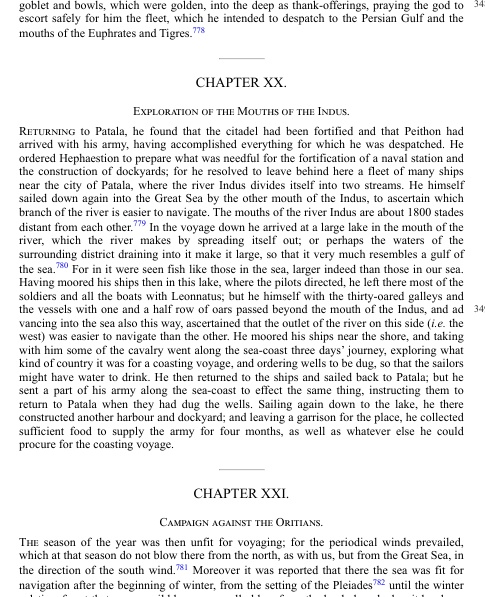 goblet and bowls, which were golden, into the deep as thank-offerings, praying the god to
escort safely for him the fleet, which he intended to despatch to the Persian Gulf and the
mouths of the Euphrates and Tigres.778
CHAPTER XX.
Exploration of the Mouths of the Indus.
Returning to Patala, he found that the citadel had been fortified and that Peithon had
arrived with his army, having accomplished everything for which he was despatched. He
ordered Hephaestion to prepare what was needful for the fortification of a naval station and
the construction of dockyards; for he resolved to leave behind here a fleet of many ships
near the city of Patala, where the river Indus divides itself into two streams. He himself
sailed down again into the Great Sea by the other mouth of the Indus, to ascertain which
branch of the river is easier to navigate. The mouths of the river Indus are about 1800 stades
distant from each other.779 In the voyage down he arrived at a large lake in the mouth of the
river, which the river makes by spreading itself out; or perhaps the waters of the
surrounding district draining into it make it large, so that it very much resembles a gulf of
the sea.780 For in it were seen fish like those in the sea, larger indeed than those in our sea.
Having moored his ships then in this lake, where the pilots directed, he left there most of the
soldiers and all the boats with Leonnatus; but he himself with the thirty-oared galleys and
the vessels with one and a half row of oars passed beyond the mouth of the Indus, and ad
349
vancing into the sea also this way, ascertained that the outlet of the river on this side (i.e. the
west) was easier to navigate than the other. He moored his ships near the shore, and taking
with him some of the cavalry went along the sea-coast three days' journey, exploring what
kind of country it was for a coasting voyage, and ordering wells to be dug, so that the sailors
might have water to drink. He then returned to the ships and sailed back to Patala; but he
sent a part of his army along the sea-coast to effect the same thing, instructing them to
return to Patala when they had dug the wells. Sailing again down to the lake, he there
constructed another harbour and dockyard; and leaving a garrison for the place, he collected
sufficient food to supply the army for four months, as well as whatever else he could
procure for the coasting voyage.
CHAPTER XXI.
Campaign against the Oritians.
The season of the year was then unfit for voyaging; for the periodical winds prevailed,
which at that season do not blow there from the north, as with us, but from the Great Sea, in
the direction of the south wind.781 Moreover it was reported that there the sea was fit for
navigation after the beginning of winter, from the setting of the Pleiades782 until the winter